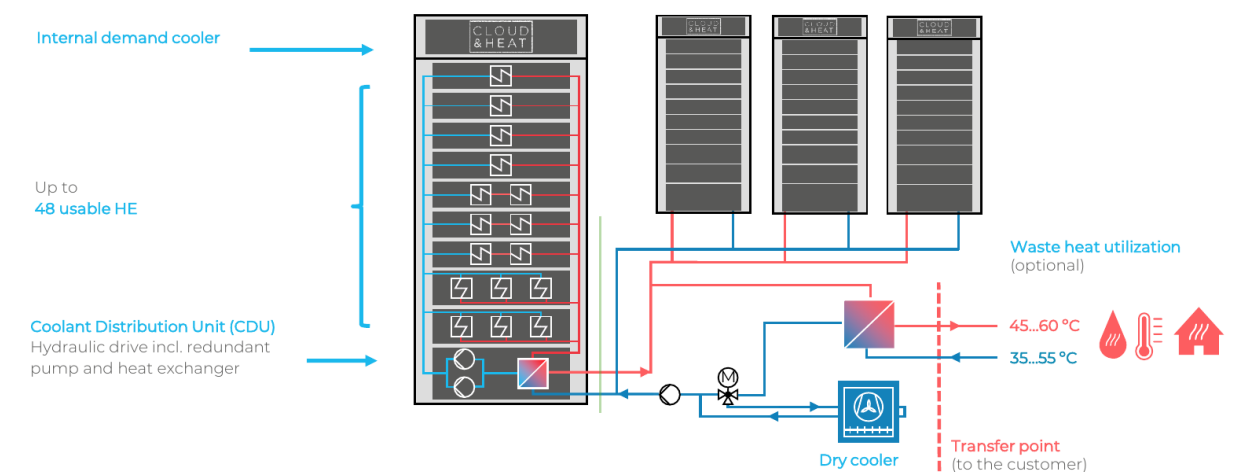 Internal demand cooler
CLOUD
&HEAT
CLOUD
&HEAT
CLOUD
&HEAT
CLOUD
&HEAT
Up to
48 usable HE
Waste heat utilization
(optional)
Coolant Distribution Unit (CDU)
Hydraulic drive incl. redundant
pump and heat exchanger
45...60 °C
35...55 °C
M
Dry cooler
Transfer point
(to the customer)